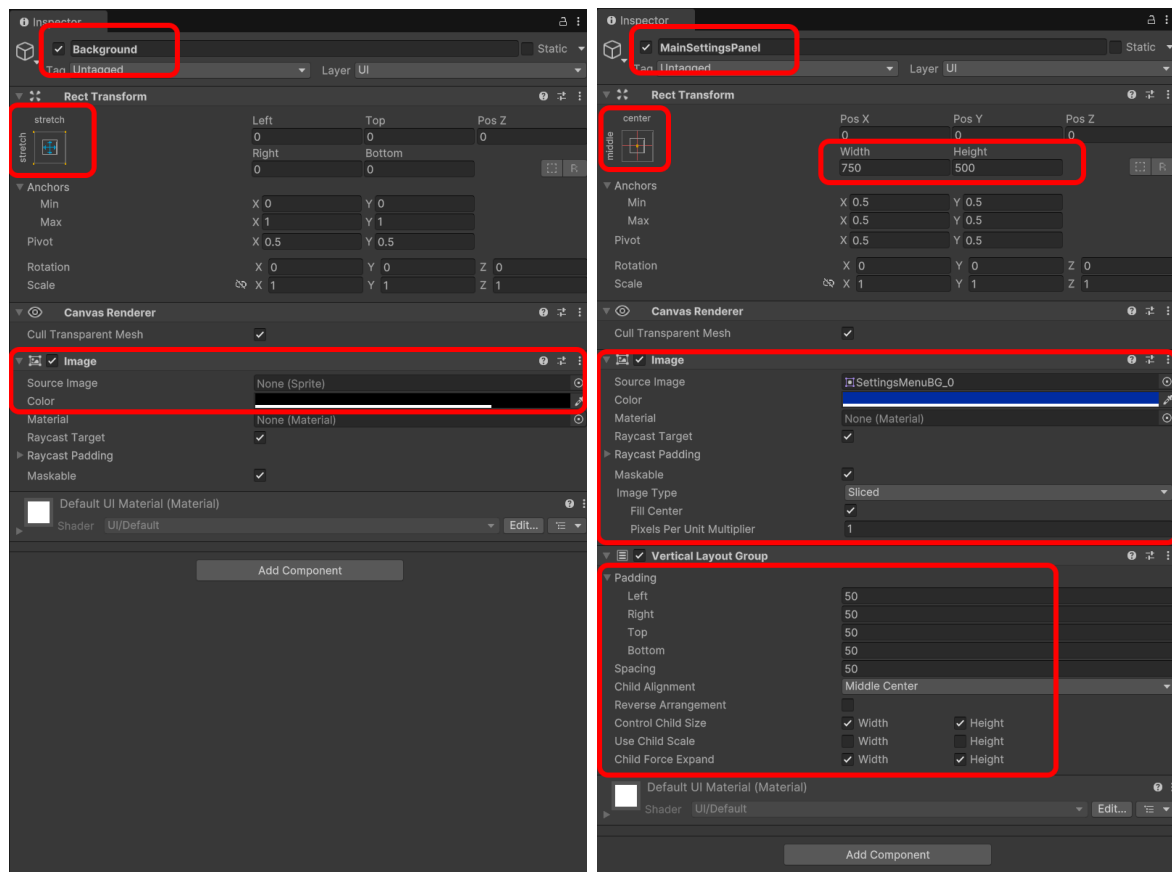 Inspector
Background
Static
Tag Untagged
Layer UI
Rect Transform
stretch
stretch
Left Top Pos Z
0 0 0
Right Bottom
0 0
R
Anchors
Min X 0 Y 0
Max X 1 Y 1
Pivot X 0.5 Y 0.5
Rotation X 0 Y 0 Z 0
Scale X 1 Y 1 Z 1
Canvas Renderer
Cull Transparent Mesh
Image
Source Image None (Sprite)
Color
Material None (Material)
Raycast Target
Raycast Padding
Maskable
Default UI Material (Material)
Shader UI/Default Edit...
Add Component
Inspector
MainSettingsPanel
Static
Tag Untagged
Layer UI
Rect Transform
center
middle
Pos X Pos Y Pos Z
0 0 0
Width Height
750 500
R
Anchors
Min X 0.5 Y 0.5
Max X 0.5 Y 0.5
Pivot X 0.5 Y 0.5
Rotation X 0 Y 0 Z 0
Scale X 1 Y 1 Z 1
Canvas Renderer
Cull Transparent Mesh
Image
Source Image SettingsMenuBG_0
Color
Material None (Material)
Raycast Target
Raycast Padding
Maskable
Image Type Sliced
Fill Center
Pixels Per Unit Multiplier 1
Vertical Layout Group
Padding
Left 50
Right 50
Top 50
Bottom 50
Spacing 50
Child Alignment Middle Center
Reverse Arrangement
Control Child Size Width Height
Use Child Scale Width Height
Child Force Expand Width Height
Default UI Material (Material)
Shader UI/Default Edit...
Add Component